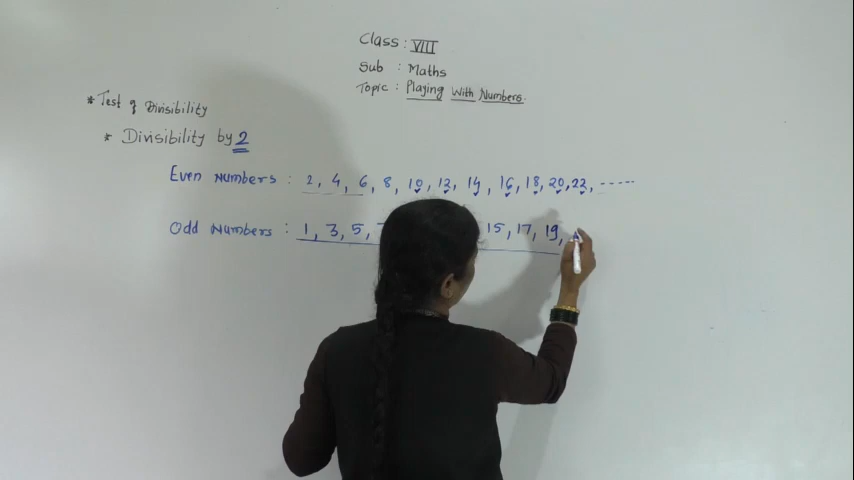 Class : VIII
Sub : Maths
Topic : Playing With Numbers.
* Test of Divisibility
* Divisibility by 2
Even Numbers : 2, 4, 6, 8, 10, 12, 14, 16, 18, 20, 22, -----
Odd Numbers : 1, 3, 5, 15, 17, 19,